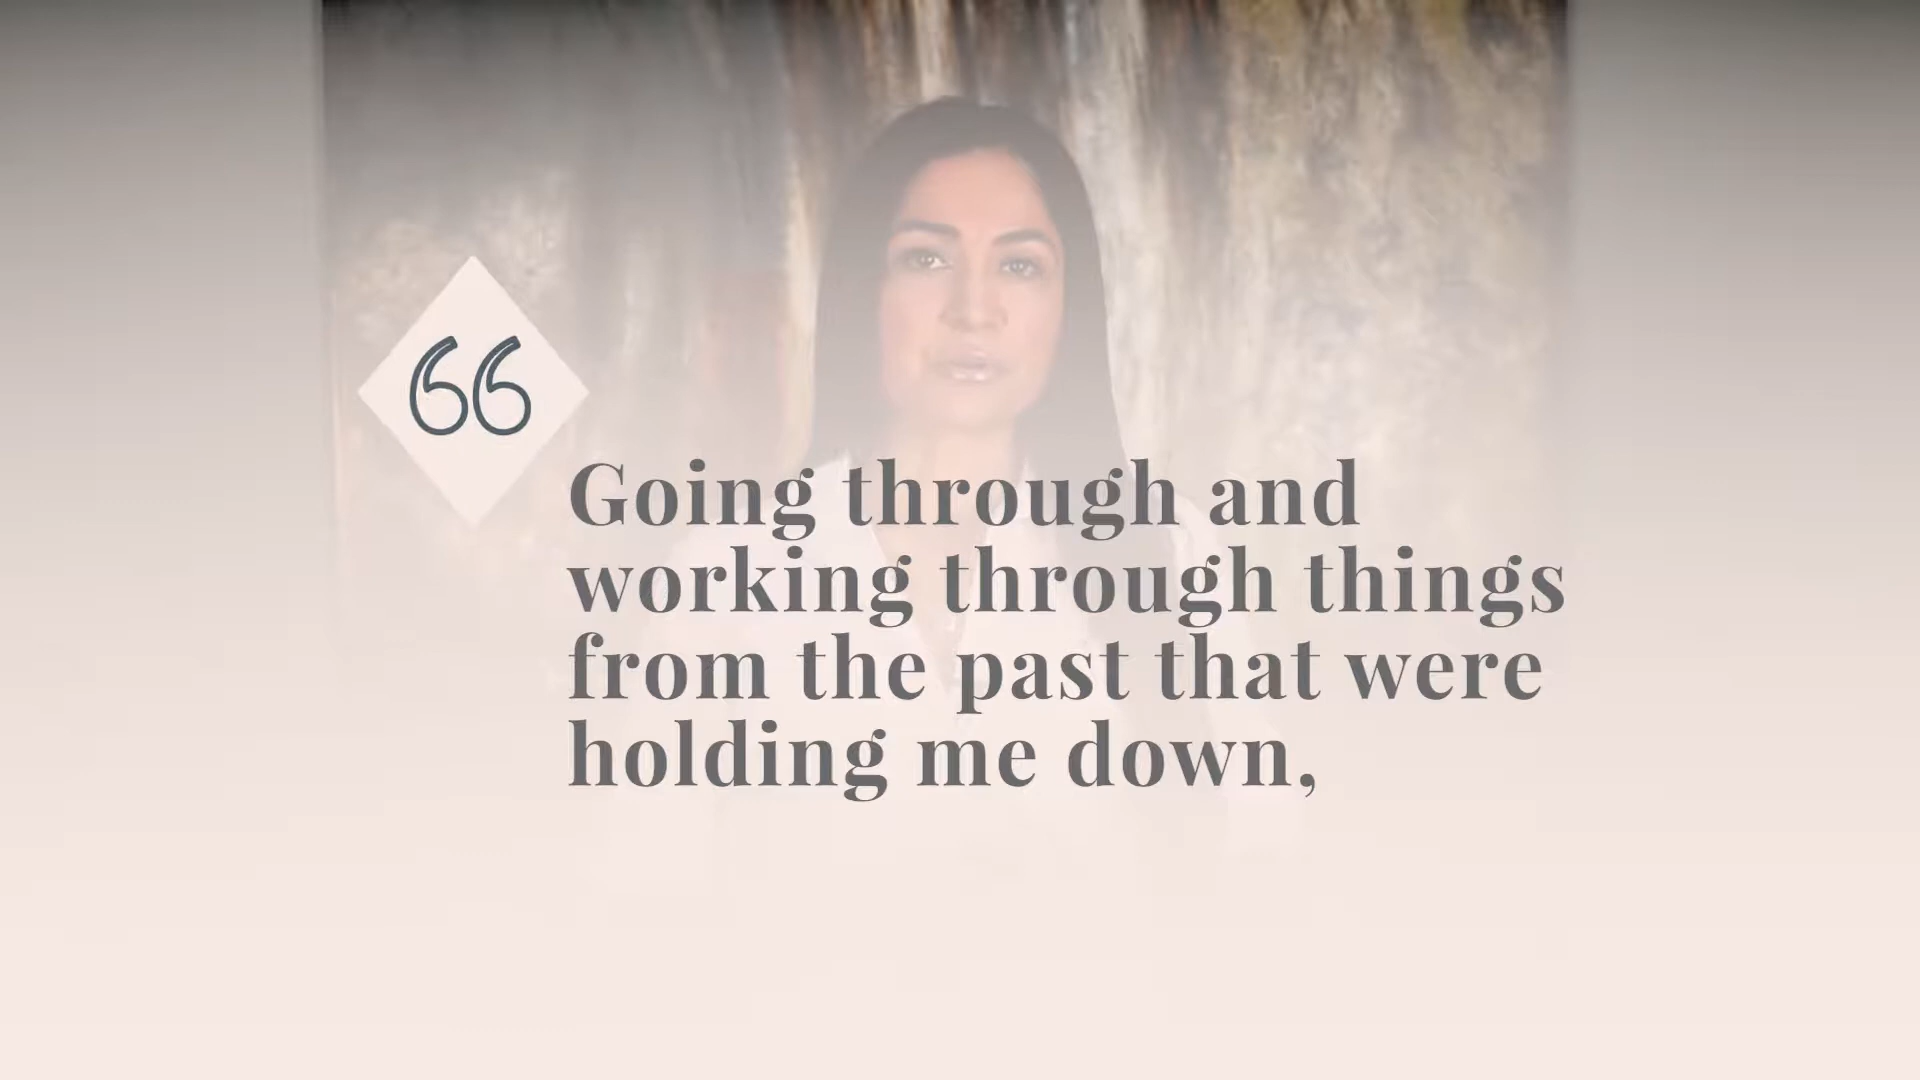 “
Going through and
working through things
from the past that were
holding me down,